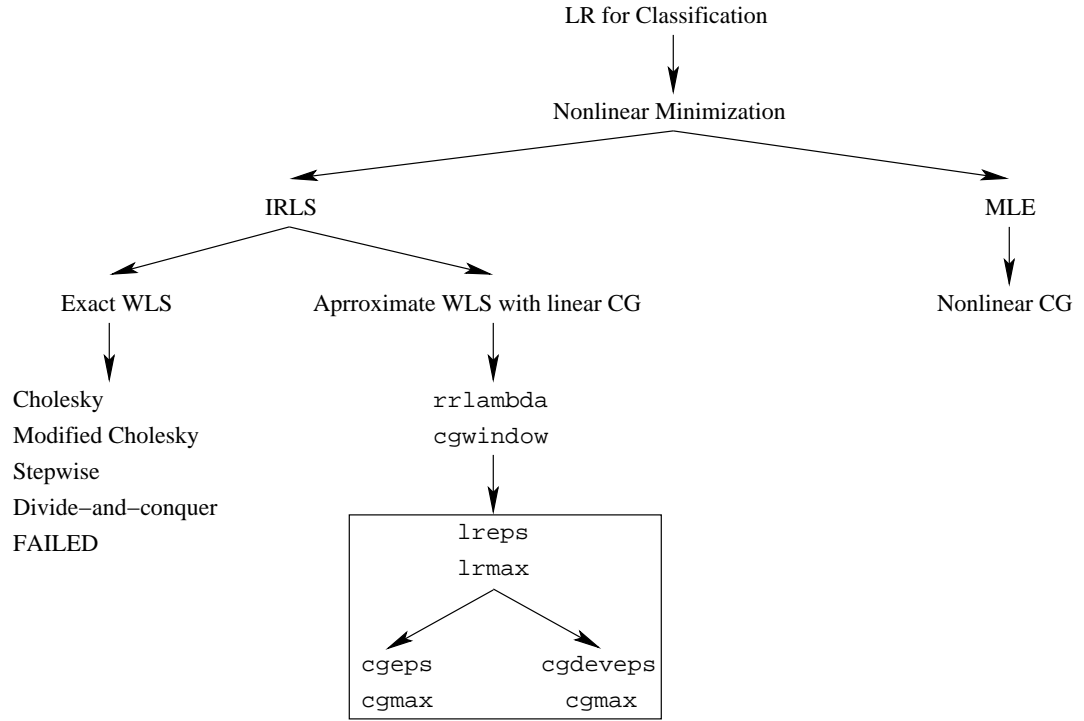 LR for Classification
Nonlinear Minimization
IRLS
MLE
Exact WLS
Aprroximate WLS with linear CG
Nonlinear CG
Cholesky
Modified Cholesky
Stepwise
Divide−and−conquer
FAILED
rrlambda
cgwindow
lreps
lrmax
cgeps
cgmax
cgdeveps
cgmax